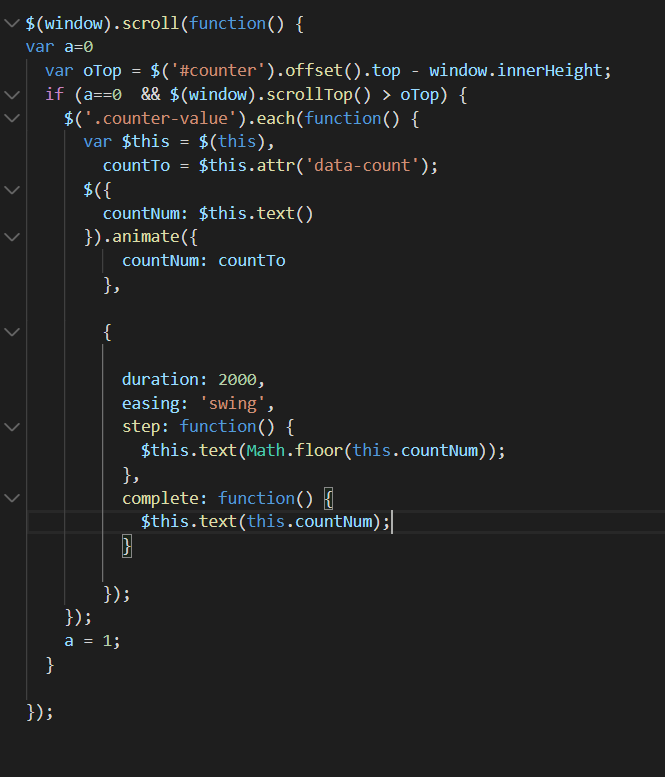 $(window).scroll(function() {
var a=0
var oTop = $('#counter').offset().top - window.innerHeight;
if (a==0  && $(window).scrollTop() > oTop) {
$('.counter-value').each(function() {
var $this = $(this),
countTo = $this.attr('data-count');
$({
countNum: $this.text()
}).animate({
countNum: countTo
},
{
duration: 2000,
easing: 'swing',
step: function() {
$this.text(Math.floor(this.countNum));
},
complete: function() {
$this.text(this.countNum);
}
});
});
a = 1;
}
});